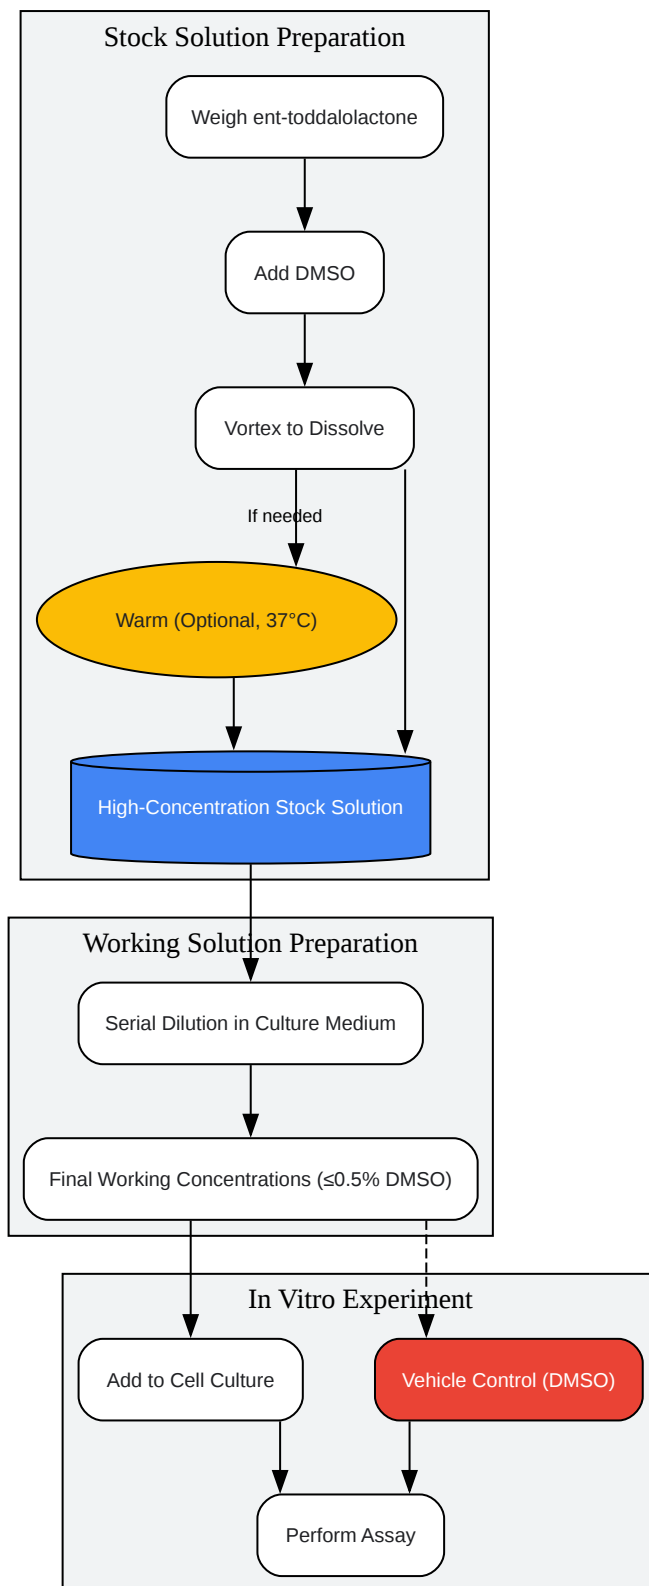 Stock Solution Preparation
Weigh ent-toddalolactone
Add DMSO
Vortex to Dissolve
If needed
Warm (Optional, 37°C)
High-Concentration Stock Solution
Working Solution Preparation
Serial Dilution in Culture Medium
Final Working Concentrations (≤0.5% DMSO)
In Vitro Experiment
Add to Cell Culture
Vehicle Control (DMSO)
Perform Assay